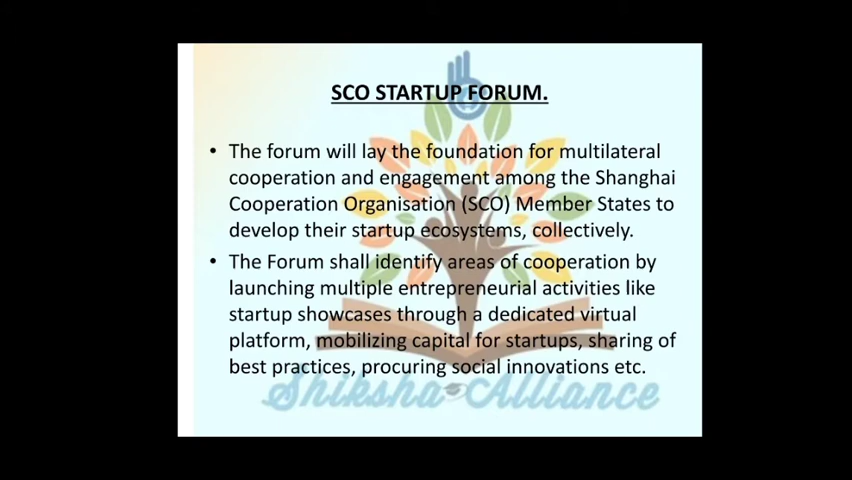 SCO STARTUP FORUM.
• The forum will lay the foundation for multilateral
cooperation and engagement among the Shanghai
Cooperation Organisation (SCO) Member States to
develop their startup ecosystems, collectively.
• The Forum shall identify areas of cooperation by
launching multiple entrepreneurial activities like
startup showcases through a dedicated virtual
platform, mobilizing capital for startups, sharing of
best practices, procuring social innovations etc.
Shiksha Alliance